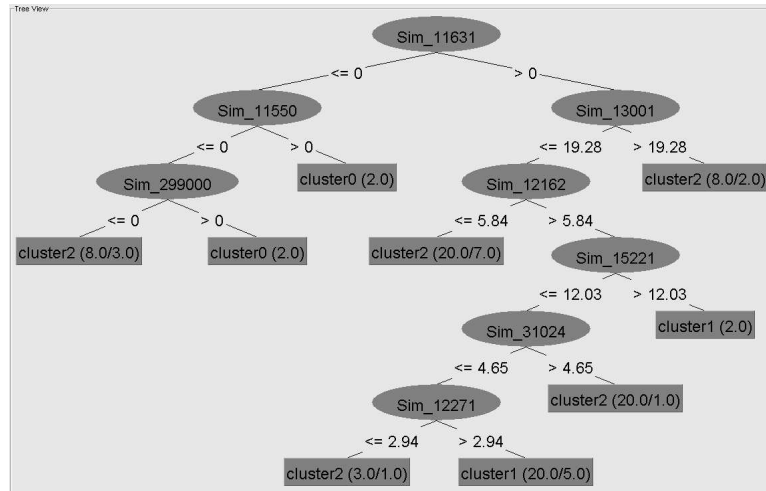 Tree View
Sim_11631
<= 0 > 0
Sim_11550 Sim_13001
<= 0 > 0 <= 19.28 > 19.28
Sim_299000 cluster0 (2.0) Sim_12162 cluster2 (8.0/2.0)
<= 0 > 0 <= 5.84 > 5.84
cluster2 (8.0/3.0) cluster0 (2.0) cluster2 (20.0/7.0) Sim_15221
<= 12.03 > 12.03
Sim_31024 cluster1 (2.0)
<= 4.65 > 4.65
Sim_12271 cluster2 (20.0/1.0)
<= 2.94 > 2.94
cluster2 (3.0/1.0) cluster1 (20.0/5.0)